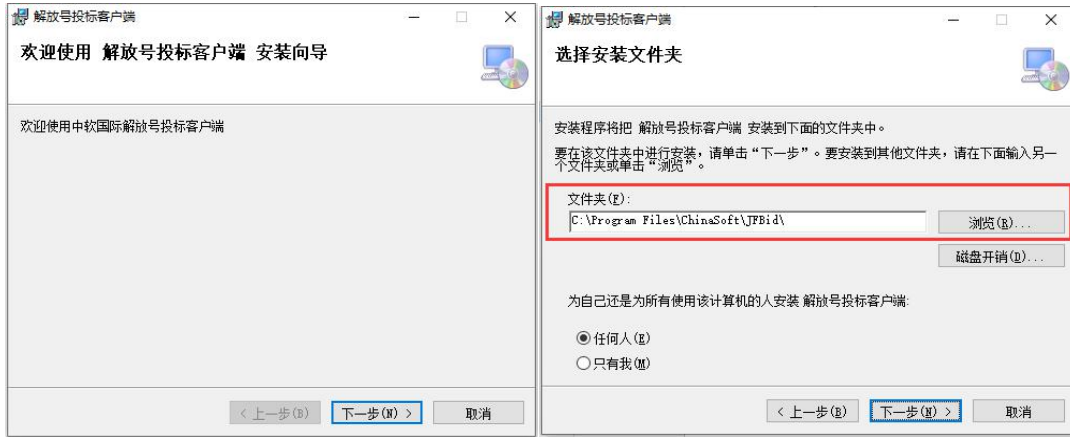 解放号投标客户端
欢迎使用 解放号投标客户端 安装向导
欢迎使用中软国际解放号投标客户端
< 上一步(B)
下一步(N) >
取消
解放号投标客户端
选择安装文件夹
安装程序将把 解放号投标客户端 安装到下面的文件夹中。
要在该文件夹中进行安装，请单击“下一步”。要安装到其他文件夹，请在下面输入另一
个文件夹或单击“浏览”。
文件夹(F):
C:\Program Files\ChinaSoft\JFBid\
浏览(R)...
磁盘开销(D)...
为自己还是为所有使用该计算机的人安装 解放号投标客户端:
任何人(E)
只有我(M)
< 上一步(B)
下一步(N) >
取消